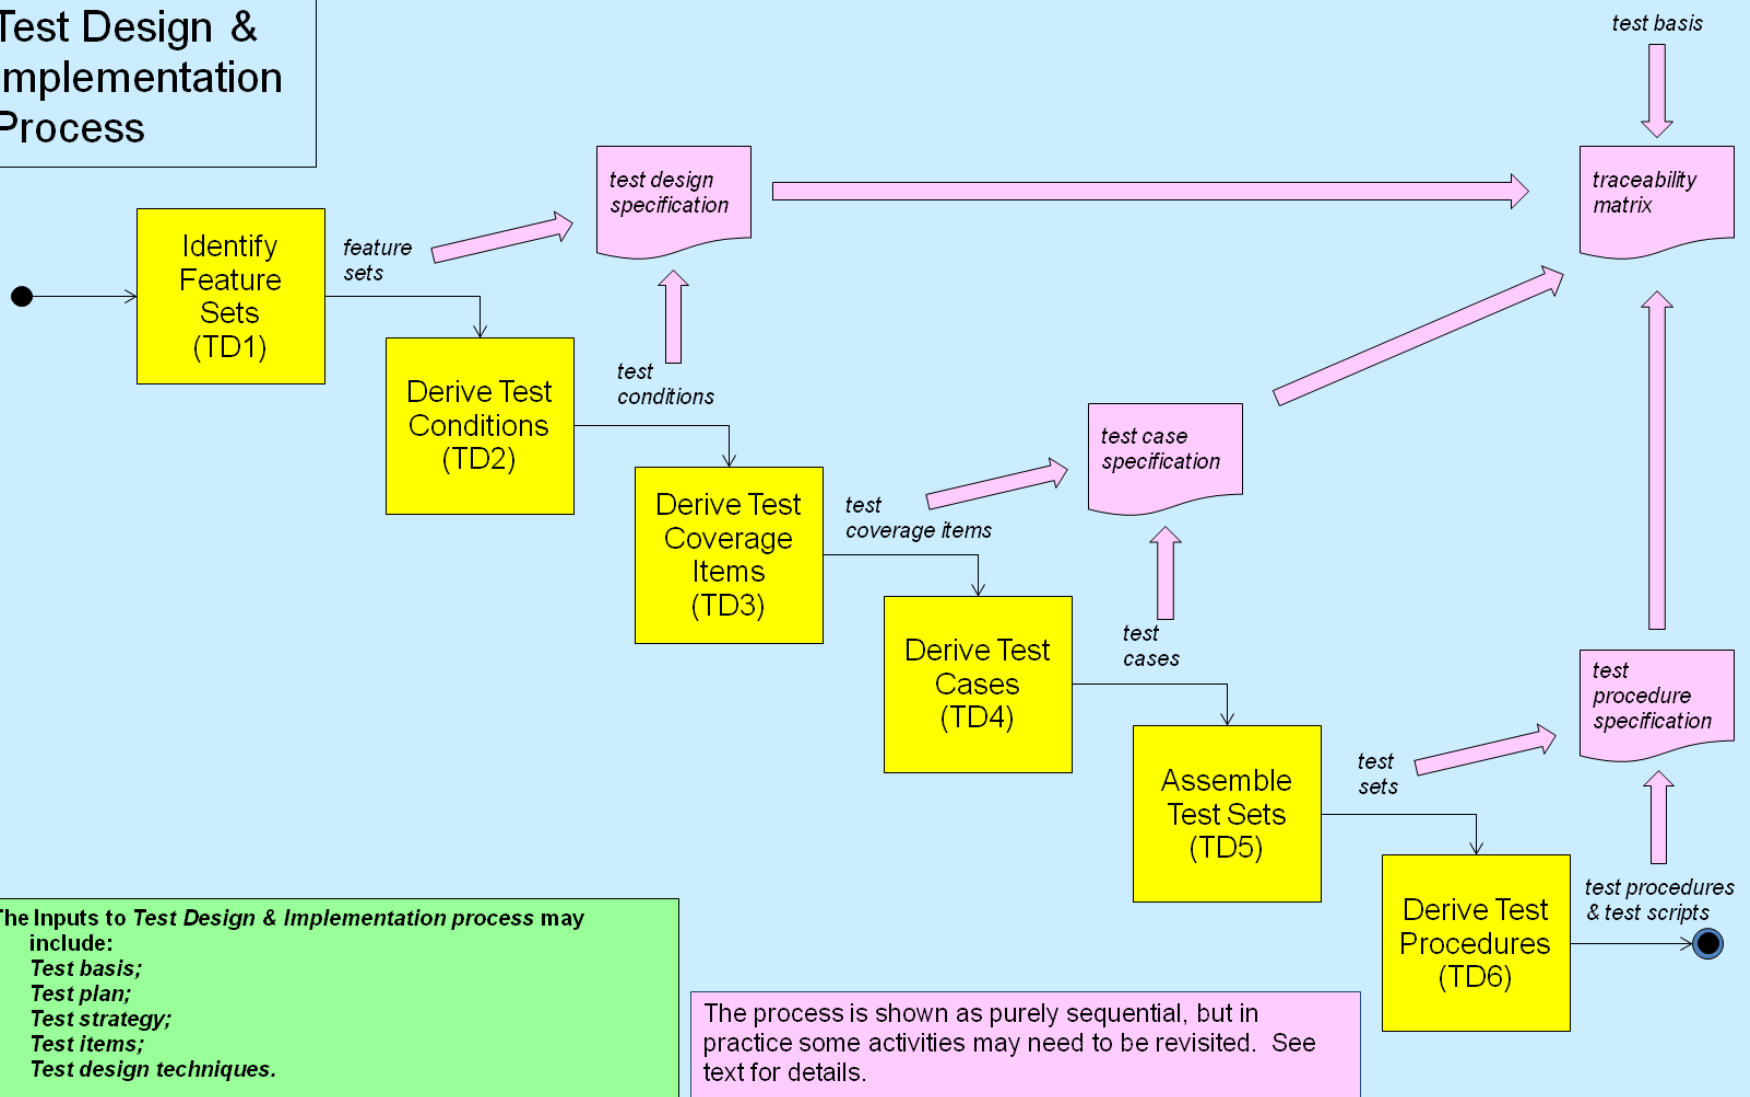 Test Design &
Implementation
Process
test basis
test design
specification
traceability
matrix
Identify
Feature
Sets
(TD1)
feature
sets
Derive Test
Conditions
(TD2)
test
conditions
test case
specification
Derive Test
Coverage
Items
(TD3)
test
coverage items
Derive Test
Cases
(TD4)
test
cases
test
procedure
specification
Assemble
Test Sets
(TD5)
test
sets
Derive Test
Procedures
(TD6)
test procedures
& test scripts
The Inputs to Test Design & Implementation process may
include:
Test basis;
Test plan;
Test strategy;
Test items;
Test design techniques.
The process is shown as purely sequential, but in
practice some activities may need to be revisited.  See
text for details.